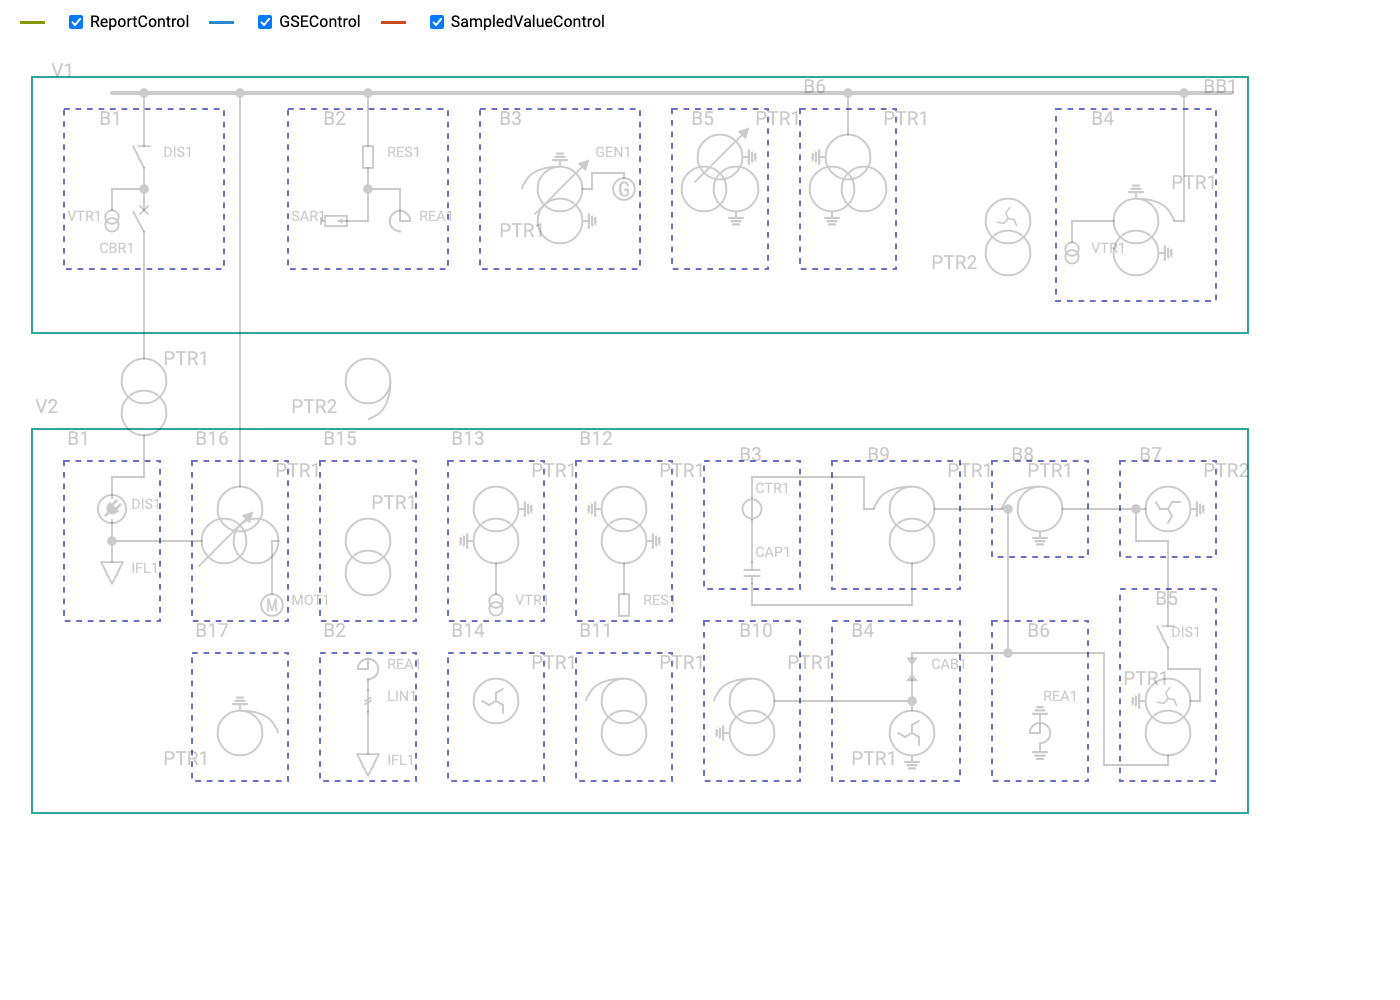 ReportControl GSEControl SampledValueControl
V1
B6 BB1
B1 B2 B3 B5 PTR1 PTR1 B4
DIS1 RES1 GEN1
PTR1
VTR1 SAR1 REA1
PTR1
CBR1 VTR1
PTR2
PTR1
V2 PTR2
B1 B16 B15 B13 B12
B3 B9 B8 B7
PTR1 PTR1 PTR1 PTR1 PTR1 PTR2
CTR1
DIS1 PTR1
CAP1
IFL1
MOT1 VTR1 RES1 B5
B17 B2 B14 B11 B10 B4 B6 DIS1
REA1 PTR1 PTR1 PTR1 CAB1
PTR1
LIN1 REA1
PTR1 IFL1 PTR1
G
M